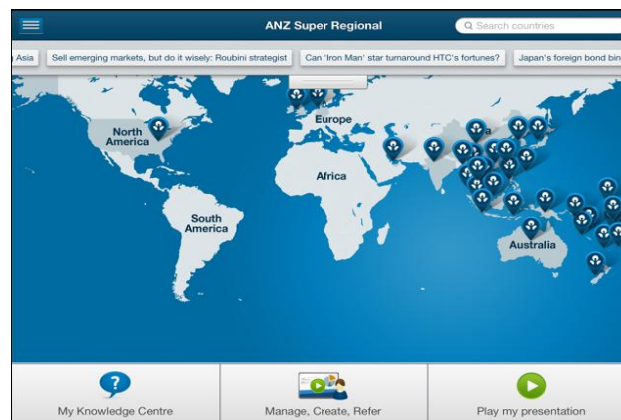 ANZ Super Regional
Search countries
Asia
Sell emerging markets, but do it wisely: Roubini strategist
Can 'Iron Man' star turnaround HTC's fortunes?
Japan's foreign bond bin
North
America
Europe
Africa
South
America
Australia
My Knowledge Centre
Manage, Create, Refer
Play my presentation